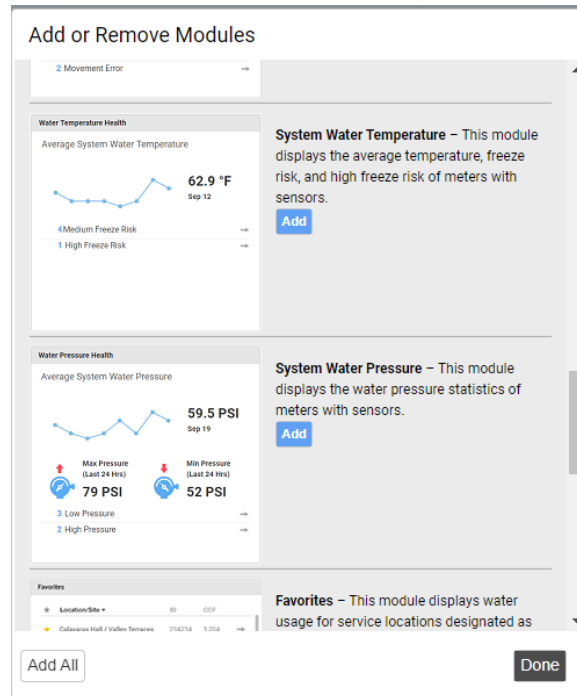 Add or Remove Modules
2 Movement Error
Water Temperature Health
Average System Water Temperature
62.9 °F
Sep 12
4 Medium Freeze Risk
1 High Freeze Risk
System Water Temperature – This module
displays the average temperature, freeze
risk, and high freeze risk of meters with
sensors.
Add
Water Pressure Health
Average System Water Pressure
59.5 PSI
Sep 19
Max Pressure
(Last 24 Hrs)
79 PSI
Min Pressure
(Last 24 Hrs)
52 PSI
3 Low Pressure
2 High Pressure
System Water Pressure – This module
displays the water pressure statistics of
meters with sensors.
Add
Favorites
Location/Site ID CCF
Calavaras Hall / Valley Terraces 234234 3,204
Favorites – This module displays water
usage for service locations designated as
Add All
Done